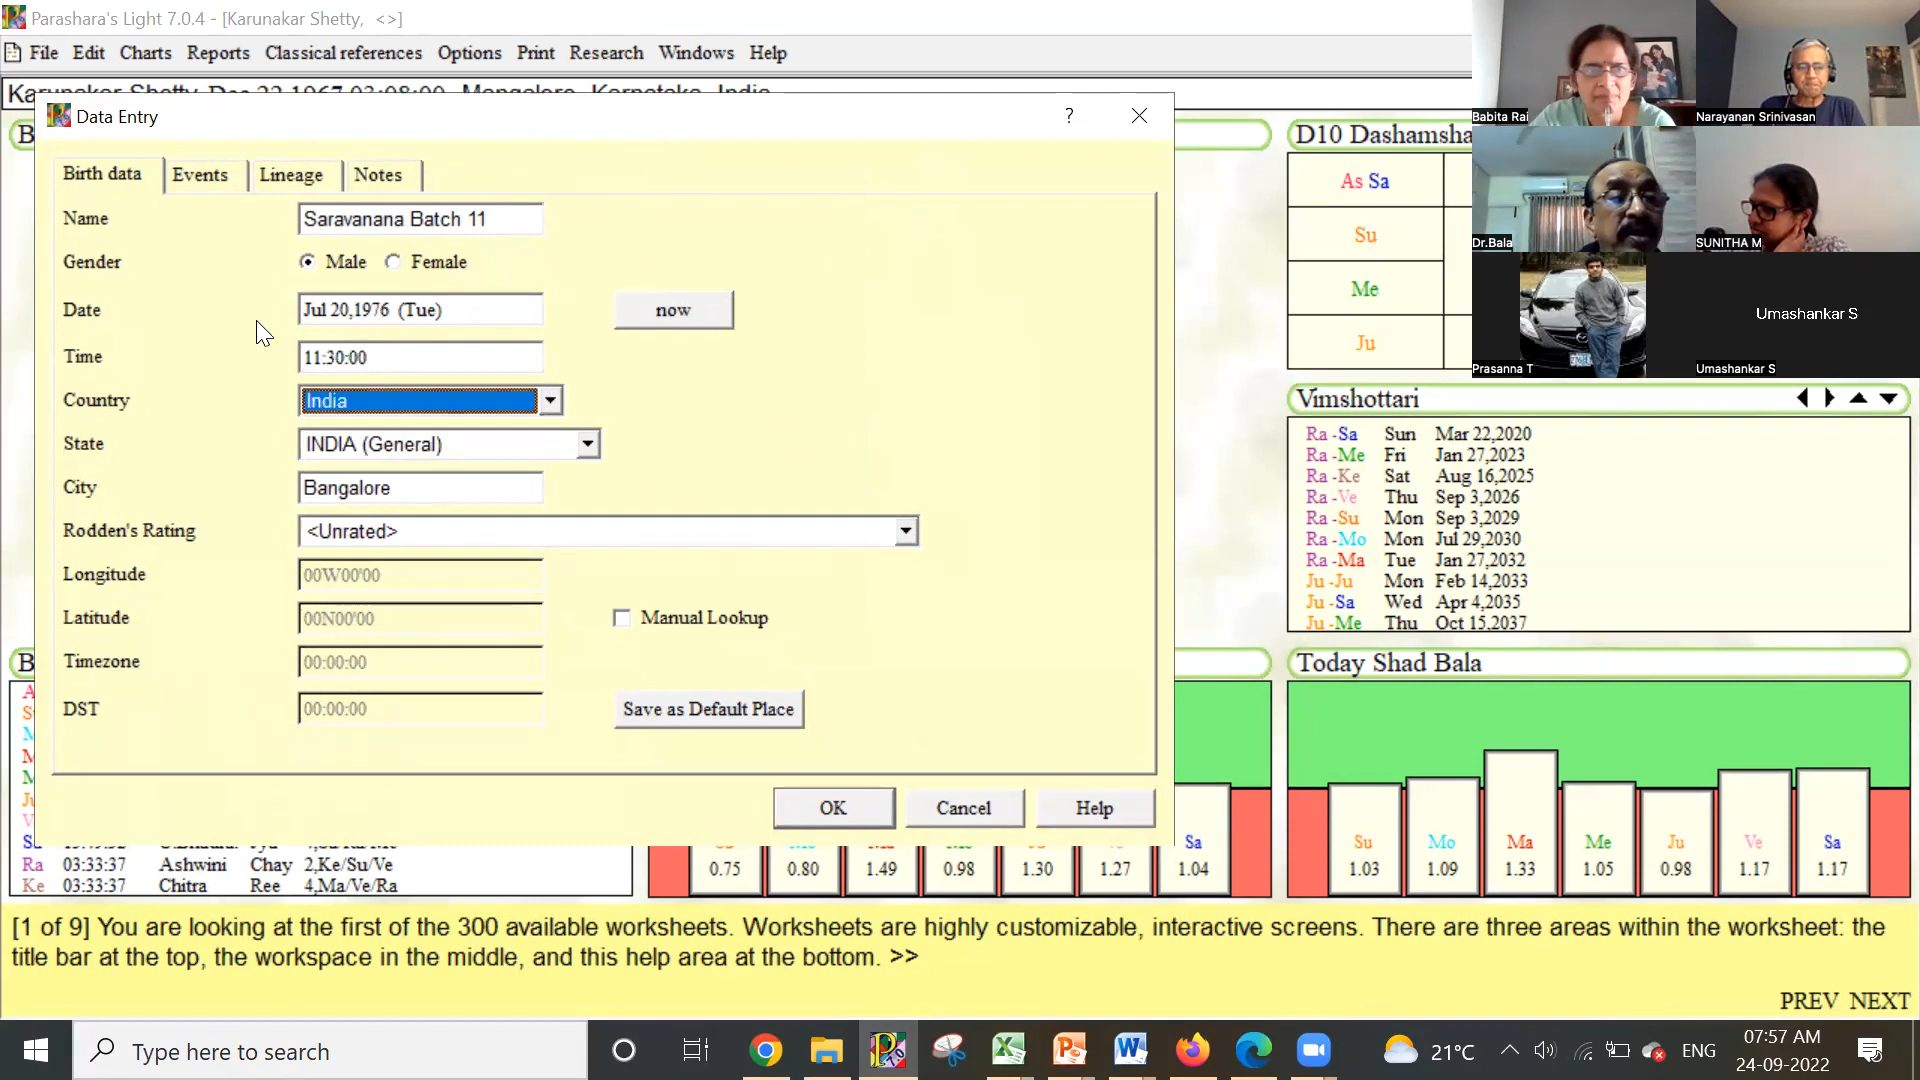 Parashara's Light 7.0.4 - [Karunakar Shetty, <>]
File Edit Charts Reports Classical references Options Print Research Windows Help
Karunakar Shetty, Dec 22,1967 03:08:00, Mangalore, Karnataka, India
Data Entry ?
Birth data Events Lineage Notes
Name Saravanana Batch 11
Gender Male Female
Date Jul 20,1976 (Tue) now
Time 11:30:00
Country India
State INDIA (General)
City Bangalore
Rodden's Rating <Unrated>
Longitude 00W00'00
Latitude 00N00'00 Manual Lookup
Timezone 00:00:00
DST 00:00:00 Save as Default Place
OK Cancel Help
Ra 03:33:37 Ashwini Chay 2,Ke/Su/Ve
Ke 03:33:37 Chitra Ree 4,Ma/Ve/Ra
Sa
0.75 0.80 1.49 0.98 1.30 1.27 1.04
D10 Dashamsha
As Sa
Su
Me
Ju
Babita Rai
Narayanan Srinivasan
Dr.Bala
SUNITHA M
Prasanna T
Umashankar S
Umashankar S
Vimshottari
Ra -Sa Sun Mar 22,2020
Ra -Me Fri Jan 27,2023
Ra -Ke Sat Aug 16,2025
Ra -Ve Thu Sep 3,2026
Ra -Su Mon Sep 3,2029
Ra -Mo Mon Jul 29,2030
Ra -Ma Tue Jan 27,2032
Ju -Ju Mon Feb 14,2033
Ju -Sa Wed Apr 4,2035
Ju -Me Thu Oct 15,2037
Today Shad Bala
Su Mo Ma Me Ju Ve Sa
1.03 1.09 1.33 1.05 0.98 1.17 1.17
[1 of 9] You are looking at the first of the 300 available worksheets. Worksheets are highly customizable, interactive screens. There are three areas within the worksheet: the
title bar at the top, the workspace in the middle, and this help area at the bottom. >>
PREV NEXT
Type here to search
21°C ENG
07:57 AM
24-09-2022